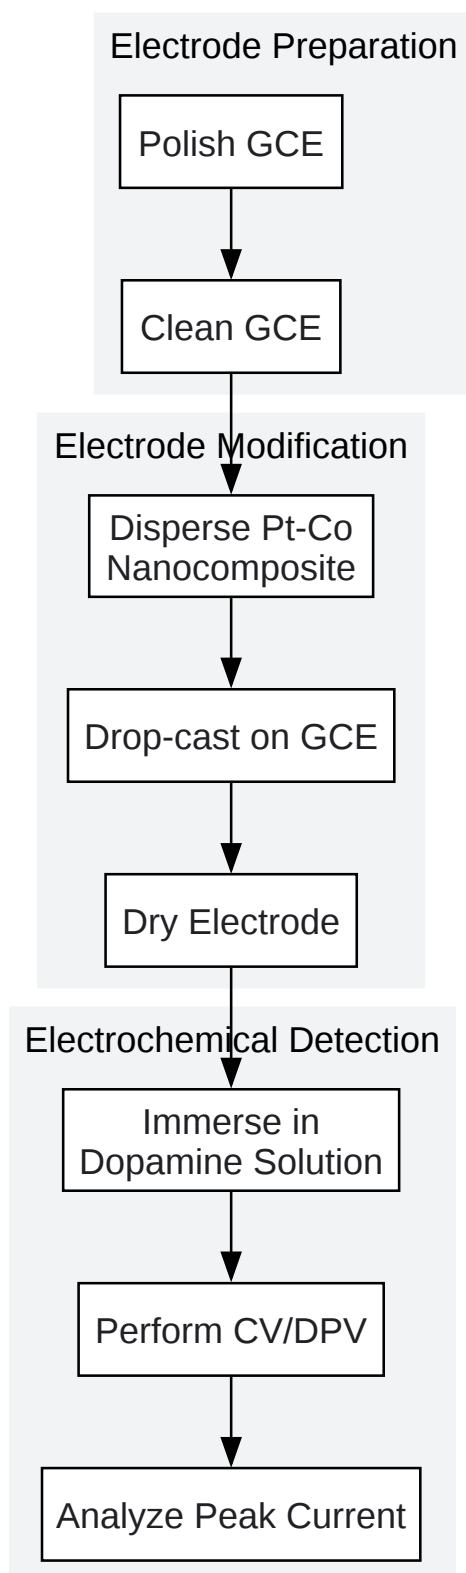 Electrode Preparation
Polish GCE
Clean GCE
Electrode Modification
Disperse Pt-Co
Nanocomposite
Drop-cast on GCE
Dry Electrode
Electrochemical Detection
Immerse in
Dopamine Solution
Perform CV/DPV
Analyze Peak Current